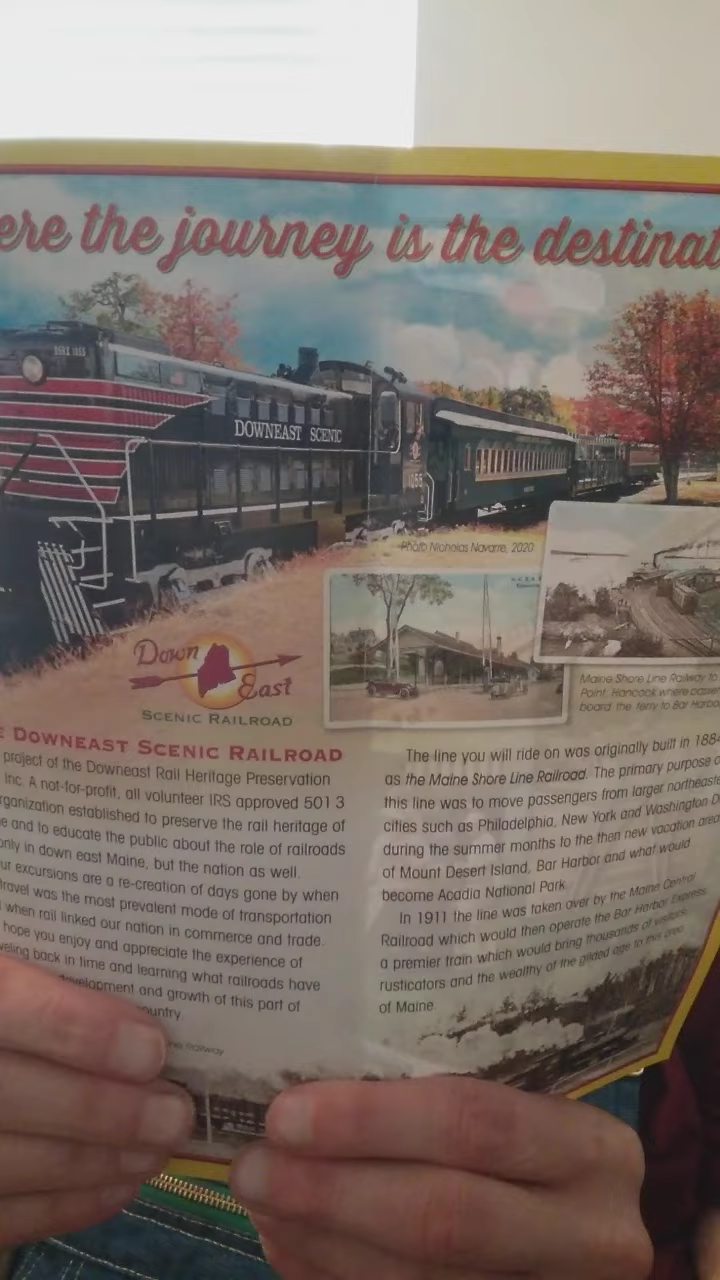 ere the journey is the destinat
DSRX 1055
DOWNEAST SCENIC
1055
Photo Nicholas Navarre, 2020
Down
East
SCENIC RAILROAD
Maine Shore Line Railway to
Point, Hancock where passe
board the ferry to Bar Harbo
E DOWNEAST SCENIC RAILROAD
project of the Downeast Rail Heritage Preservation
Inc. A not-for-profit, all volunteer IRS approved 501 3
rganization established to preserve the rail heritage of
e and to educate the public about the role of railroads
only in down east Maine, but the nation as well.
ur excursions are a re-creation of days gone by when
travel was the most prevalent mode of transportation
when rail linked our nation in commerce and trade.
hope you enjoy and appreciate the experience of
veling back in time and learning what railroads have
evelopment and growth of this part of
ountry.
Railway
The line you will ride on was originally built in 1884
as the Maine Shore Line Railroad. The primary purpose o
this line was to move passengers from larger northeaste
cities such as Philadelphia, New York and Washington D
during the summer months to the then new vacation area
of Mount Desert Island, Bar Harbor and what would
become Acadia National Park.
In 1911 the line was taken over by the Maine Central
Railroad which would then operate the Bar Harbor Express,
a premier train which would bring thousands of visitors,
rusticators and the wealthy of the gilded age to this area
of Maine.